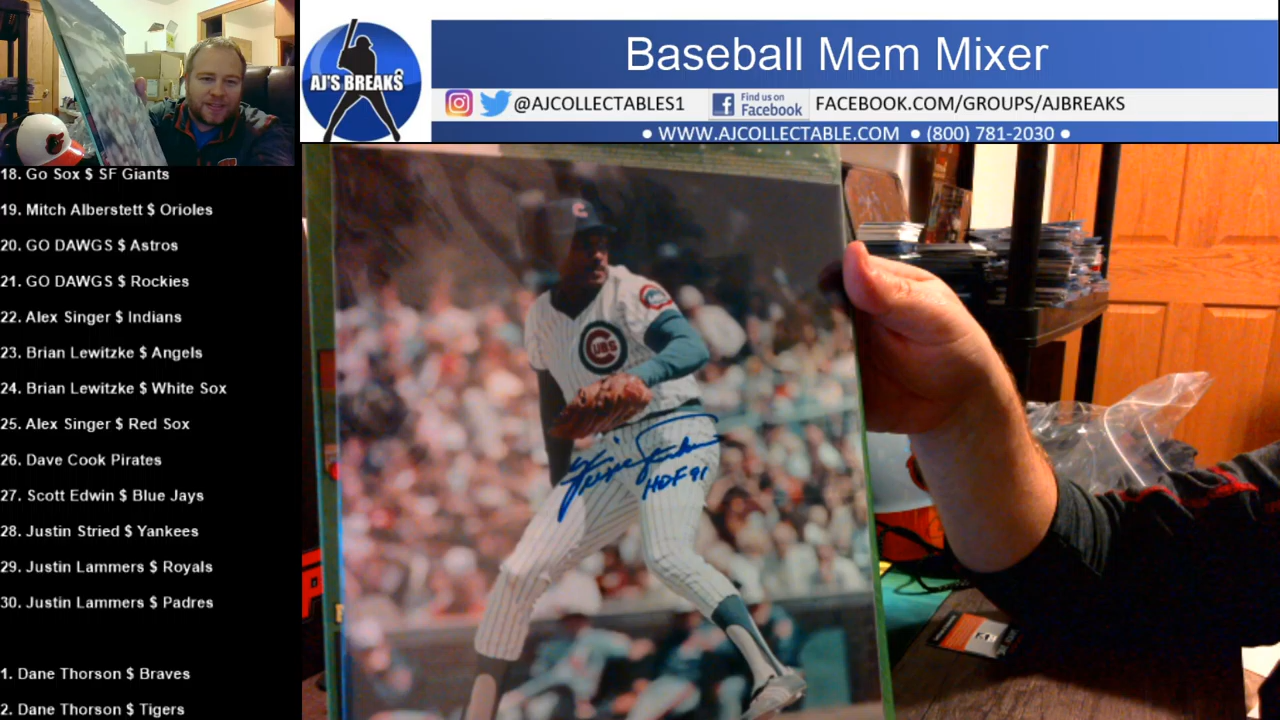 AJ'S BREAKS
Baseball Mem Mixer
@AJCOLLECTABLES1
Find us on
Facebook
FACEBOOK.COM/GROUPS/AJBREAKS
• WWW.AJCOLLECTABLE.COM • (800) 781-2030 •
18. Go Sox $ SF Giants
19. Mitch Alberstett $ Orioles
20. GO DAWGS $ Astros
21. GO DAWGS $ Rockies
22. Alex Singer $ Indians
23. Brian Lewitzke $ Angels
24. Brian Lewitzke $ White Sox
25. Alex Singer $ Red Sox
26. Dave Cook Pirates
27. Scott Edwin $ Blue Jays
28. Justin Stried $ Yankees
29. Justin Lammers $ Royals
30. Justin Lammers $ Padres
1. Dane Thorson $ Braves
2. Dane Thorson $ Tigers
C
CUBS
HOF 91